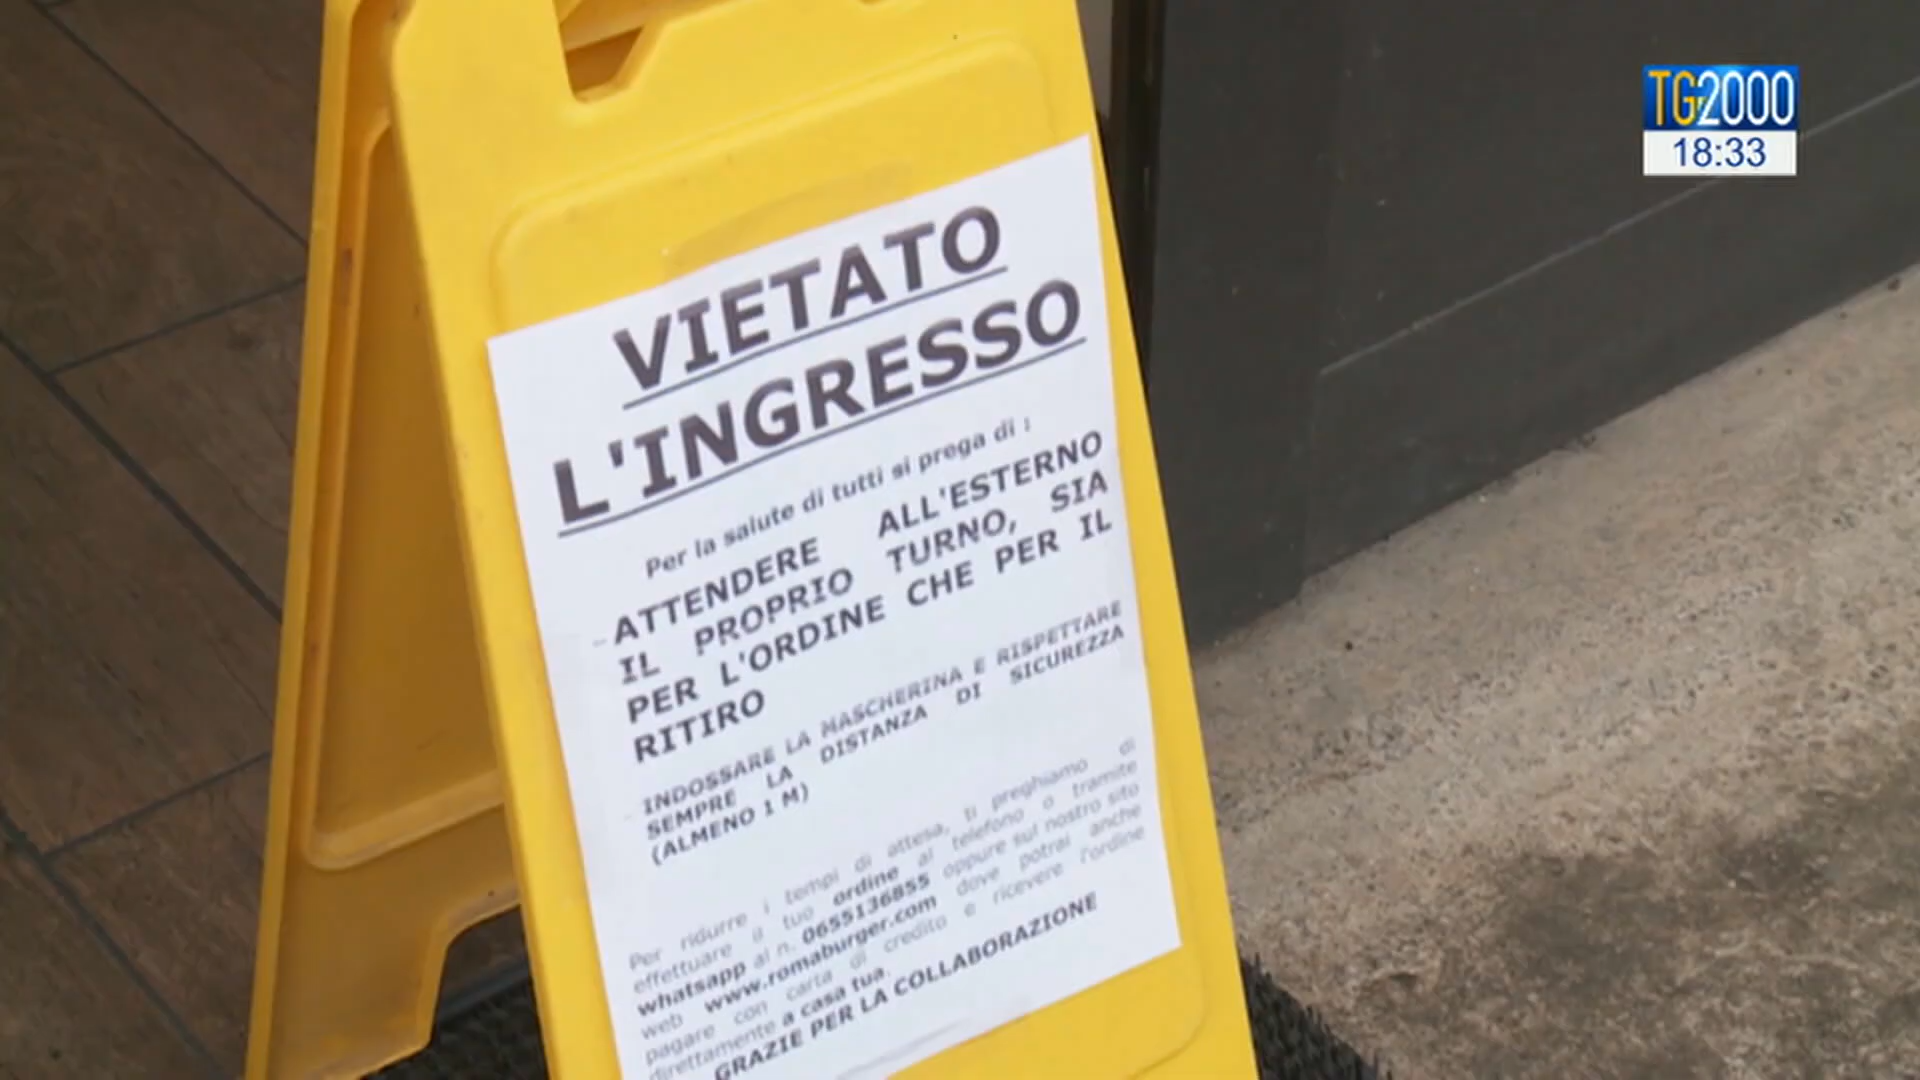 TG2000
18:33
VIETATO
L'INGRESSO
Per la salute di tutti si prega di :
- ATTENDERE ALL'ESTERNO
IL PROPRIO TURNO, SIA
PER L'ORDINE CHE PER IL
RITIRO
- INDOSSARE LA MASCHERINA E RISPETTARE
SEMPRE LA DISTANZA DI SICUREZZA
(ALMENO 1 M)
Per ridurre i tempi di attesa, ti preghiamo di
effettuare il tuo ordine al telefono o tramite
whatsapp al n. 0655136855 oppure sul nostro sito
web www.romaburger.com dove potrai anche
pagare con carta di credito e ricevere l'ordine
direttamente a casa tua.
GRAZIE PER LA COLLABORAZIONE